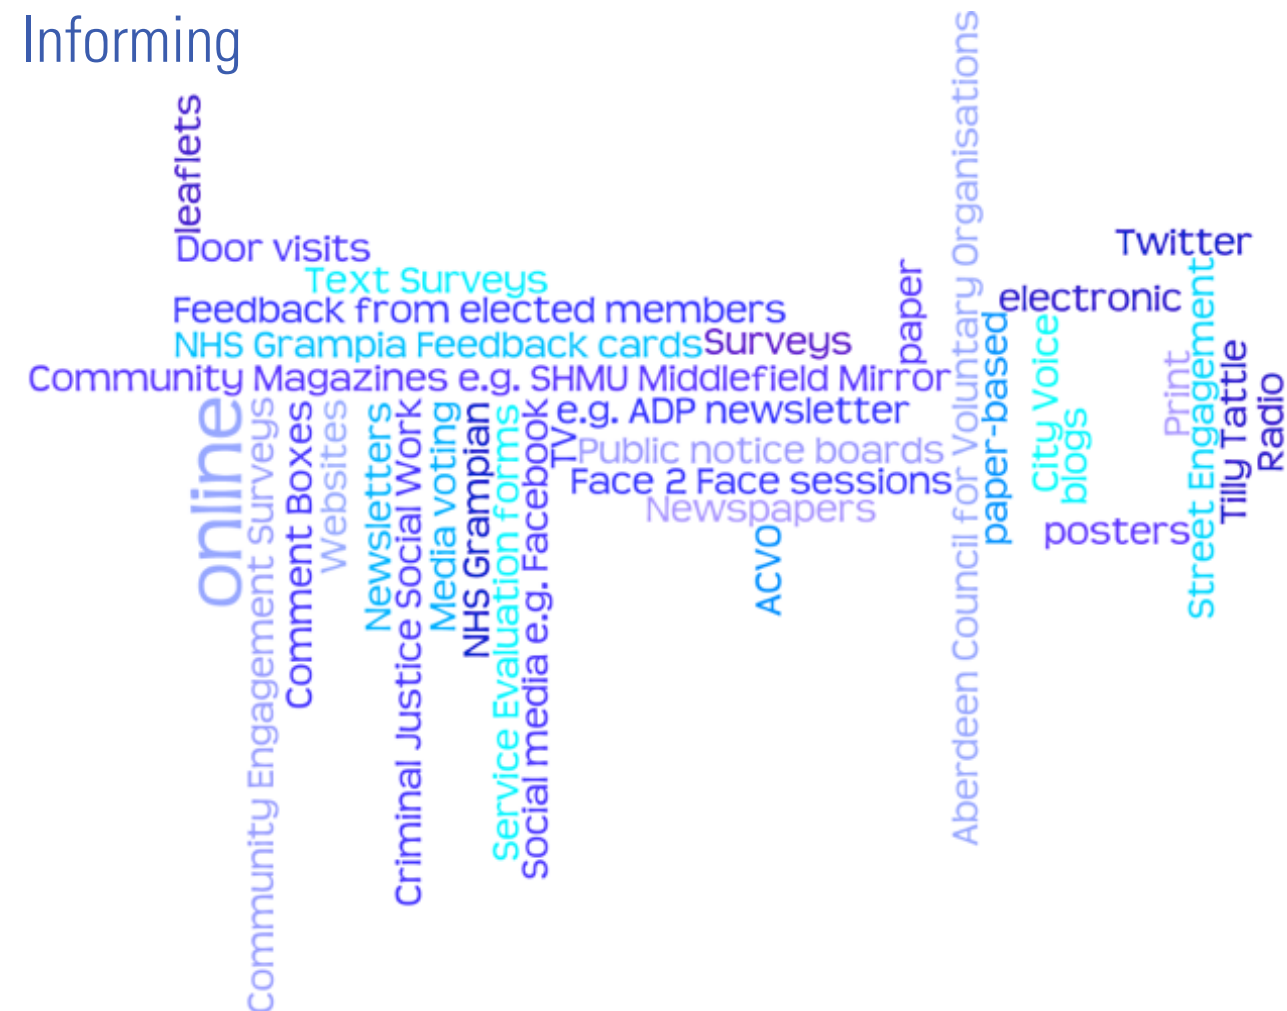 Informing
leaflets
Door visits
Text Surveys
Feedback from elected members
NHS Grampia Feedback cards
Surveys
Community Magazines e.g. SHMU Middlefield Mirror
online
Community Engagement Surveys
Comment Boxes
Websites
Newsletters
Criminal Justice Social Work
Media voting
NHS Grampian
Service Evaluation forms
Social media e.g. Facebook
TV
e.g. ADP newsletter
Public notice boards
Face 2 Face sessions
Newspapers
ACVO
paper
Aberdeen Council for Voluntary Organisations
paper-based
electronic
City Voice
blogs
posters
Twitter
Print
Street Engagement
Tilly Tattle
Radio